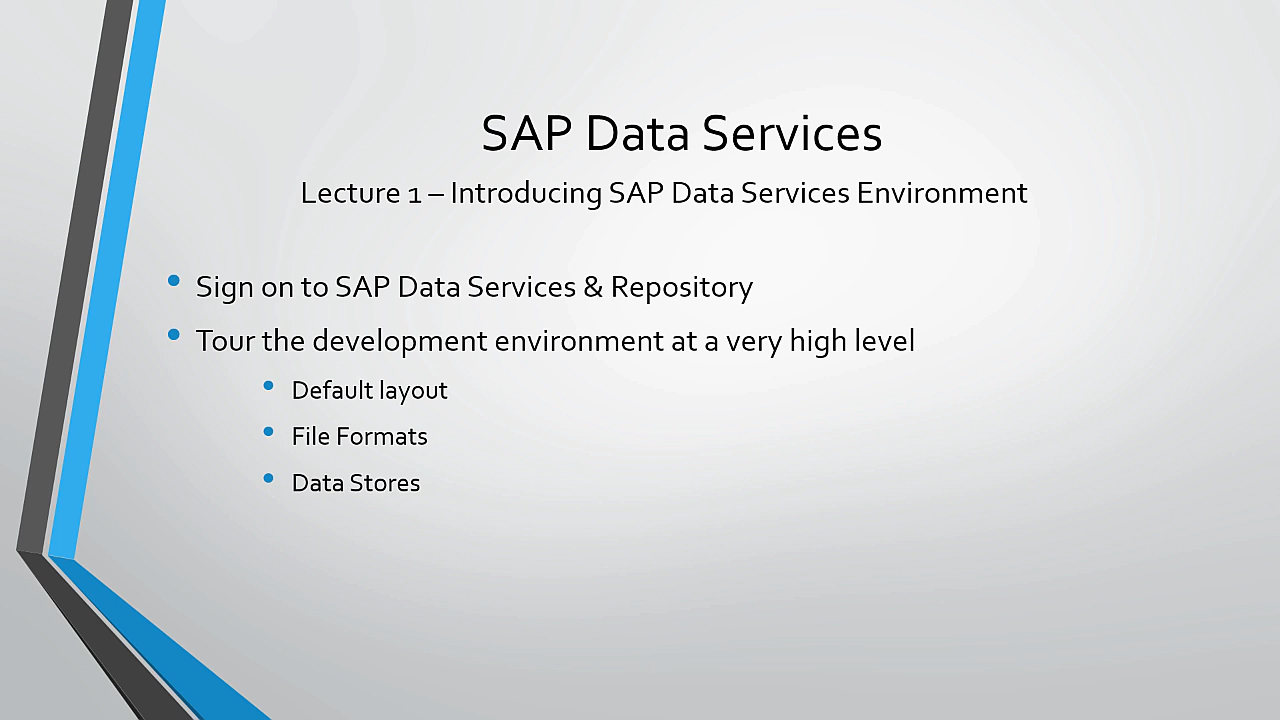 SAP Data Services
Lecture 1 – Introducing SAP Data Services Environment
• Sign on to SAP Data Services & Repository
• Tour the development environment at a very high level
• Default layout
• File Formats
• Data Stores